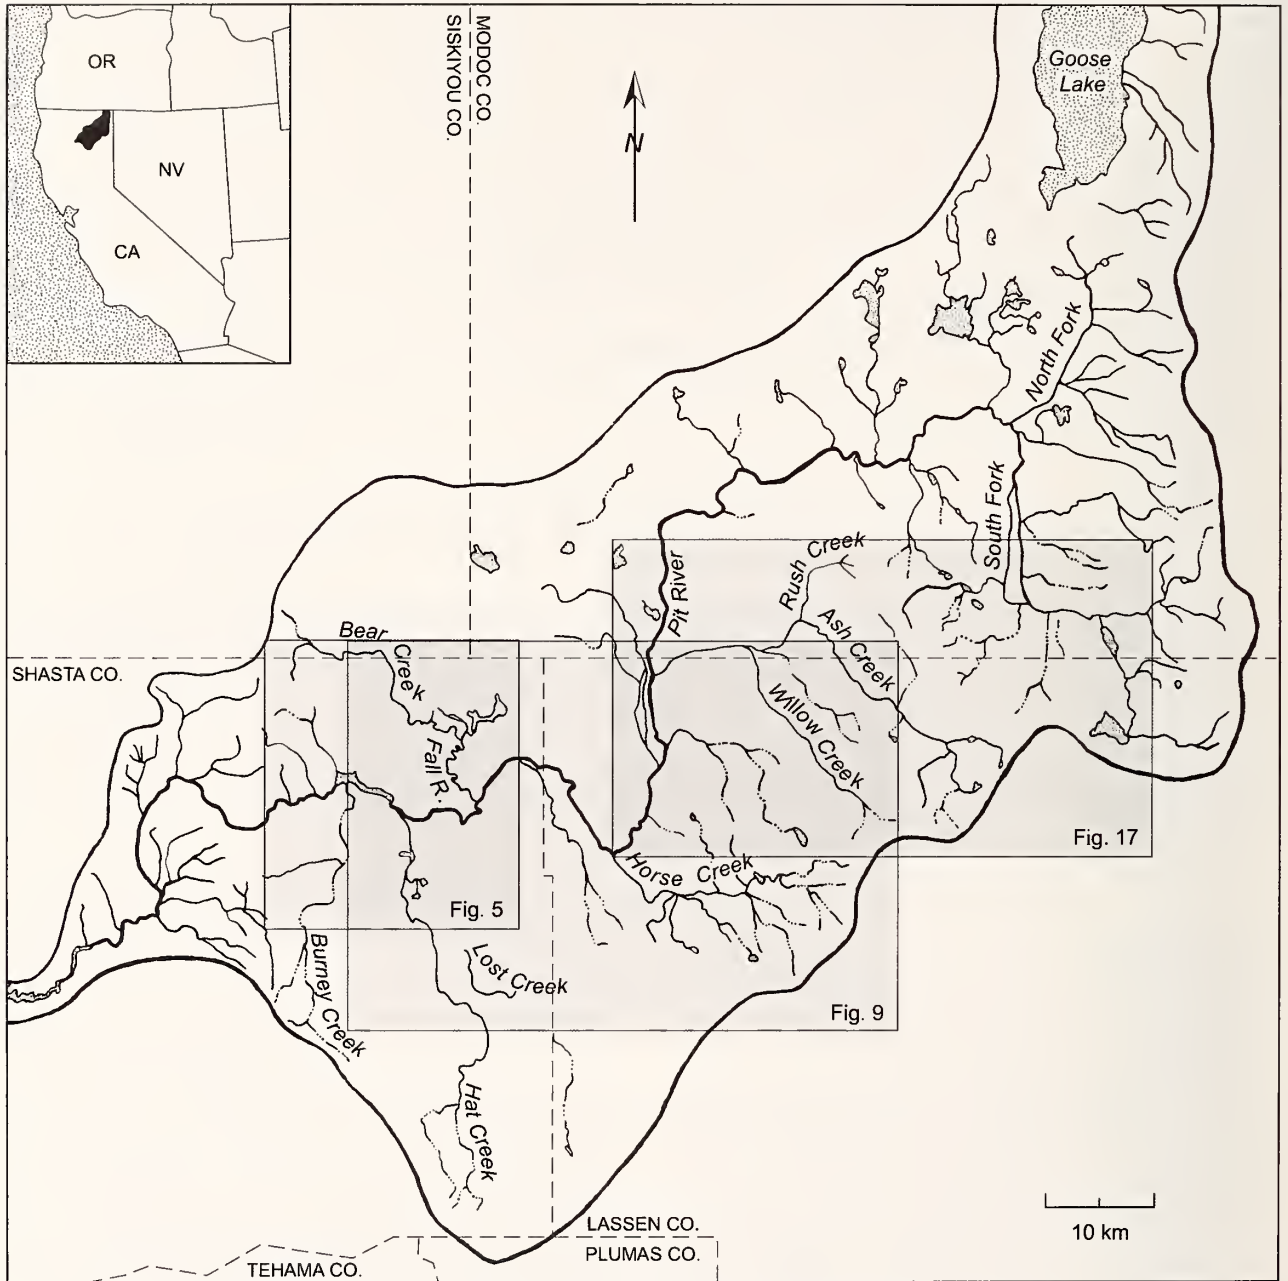 OR
NV
CA
MODOC CO.
SISKIYOU CO.
N
Goose
Lake
North Fork
South Fork
Pit River
Rush Creek
Ash Creek
Willow Creek
Bear Creek
SHASTA CO.
Fall R.
Horse Creek
Fig. 17
Fig. 5
Lost Creek
Burney Creek
Fig. 9
Hat Creek
LASSEN CO.
PLUMAS CO.
TEHAMA CO.
10 km